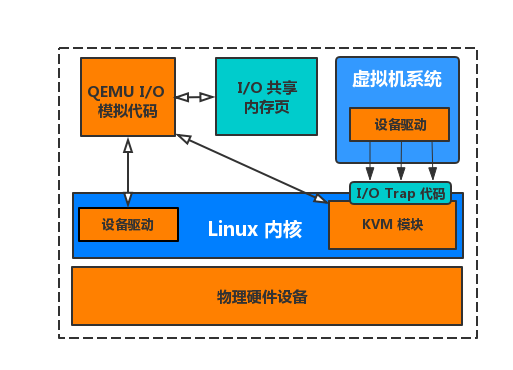 QEMU I/O
模拟代码
I/O 共享
内存页
虚拟机系统
设备驱动
I/O Trap 代码
设备驱动
Linux 内核
KVM 模块
物理硬件设备